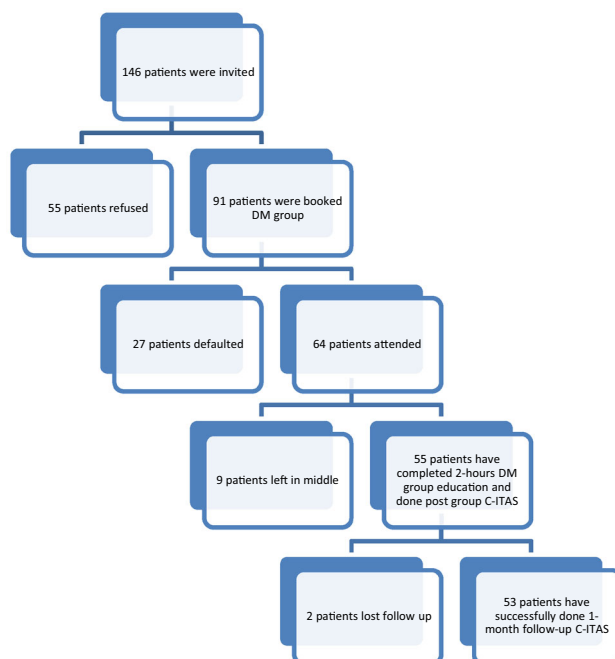 146 patients were invited
55 patients refused
91 patients were booked
DM group
27 patients defaulted
64 patients attended
9 patients left in middle
55 patients have
completed 2-hours DM
group education and
done post group C-ITAS
2 patients lost follow up
53 patients have
successfully done 1-
month follow-up C-ITAS